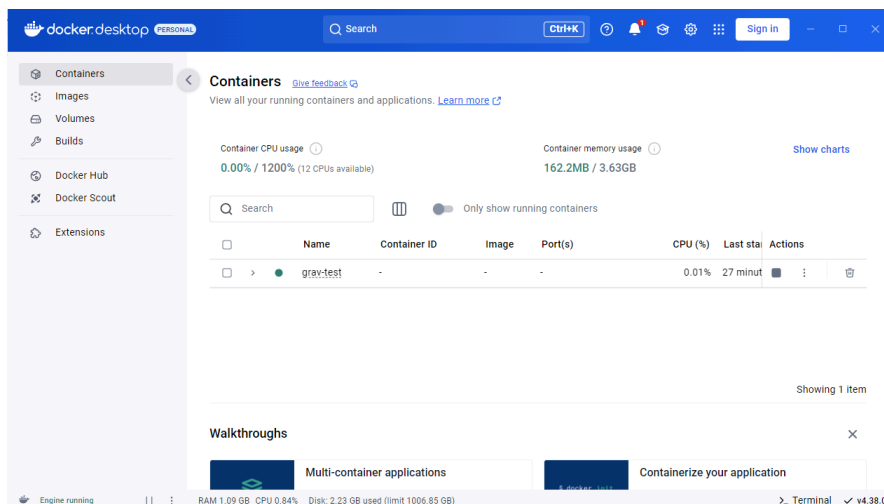 docker.desktop PERSONAL
Search
Ctrl+K
1
Sign in
Containers
Images
Volumes
Builds
Docker Hub
Docker Scout
Extensions
Containers Give feedback
View all your running containers and applications. Learn more
Container CPU usage
0.00% / 1200% (12 CPUs available)
Container memory usage
162.2MB / 3.63GB
Show charts
Search
Only show running containers
Name Container ID Image Port(s) CPU (%) Last star Actions
grav-test - - - 0.01% 27 minut
Showing 1 item
Walkthroughs
Multi-container applications
Containerize your application
$ docker init
Engine running
RAM 1.09 GB CPU 0.84% Disk: 2.23 GB used (limit 1006.85 GB)
>_ Terminal
v4.38.0